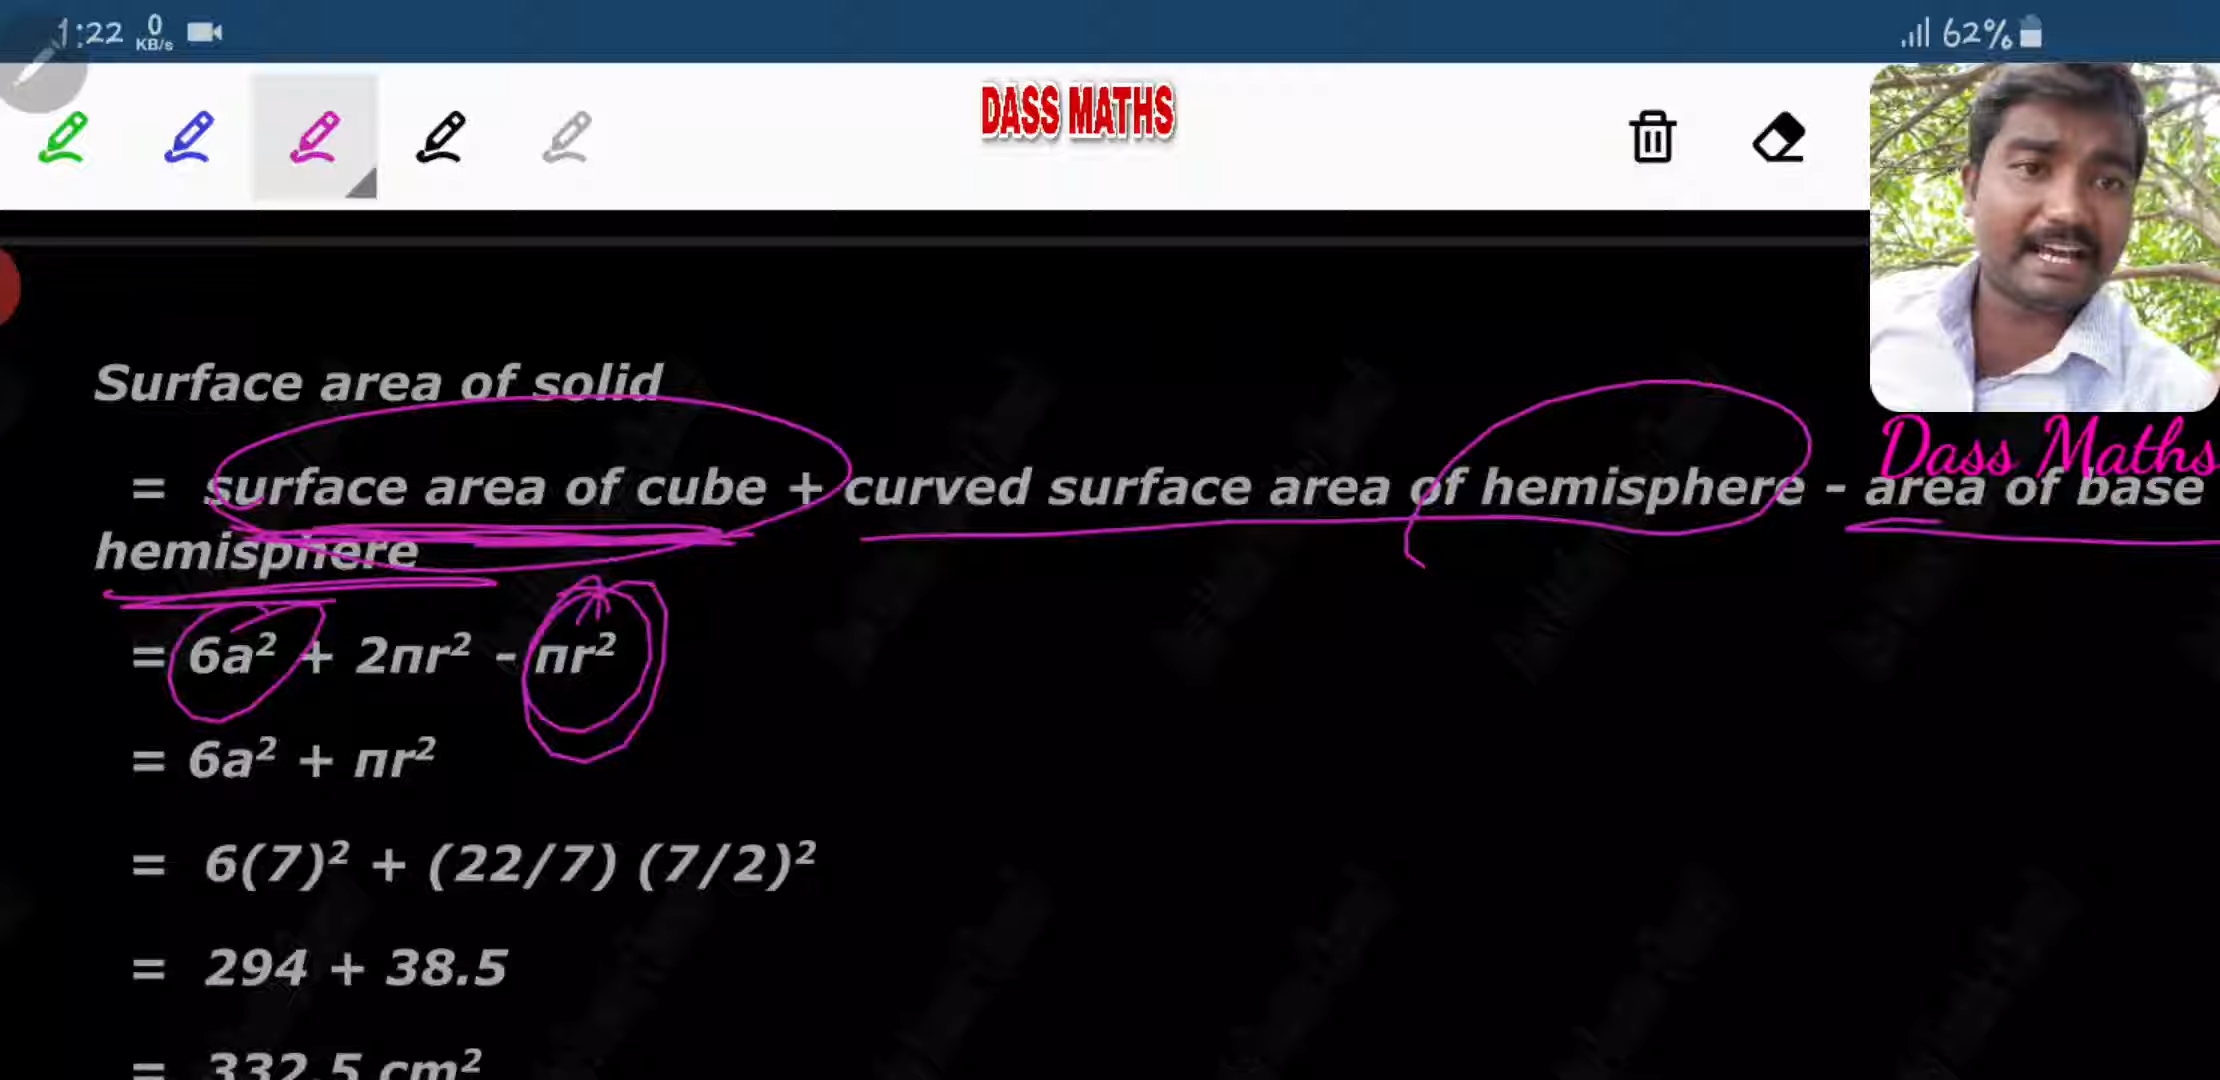 1:22 0 KB/s 62%
DASS MATHS
Dass Maths
Surface area of solid
= surface area of cube + curved surface area of hemisphere - area of base
hemisphere
= 6a² + 2πr² - πr²
= 6a² + πr²
= 6(7)² + (22/7) (7/2)²
= 294 + 38.5
= 332.5 cm²